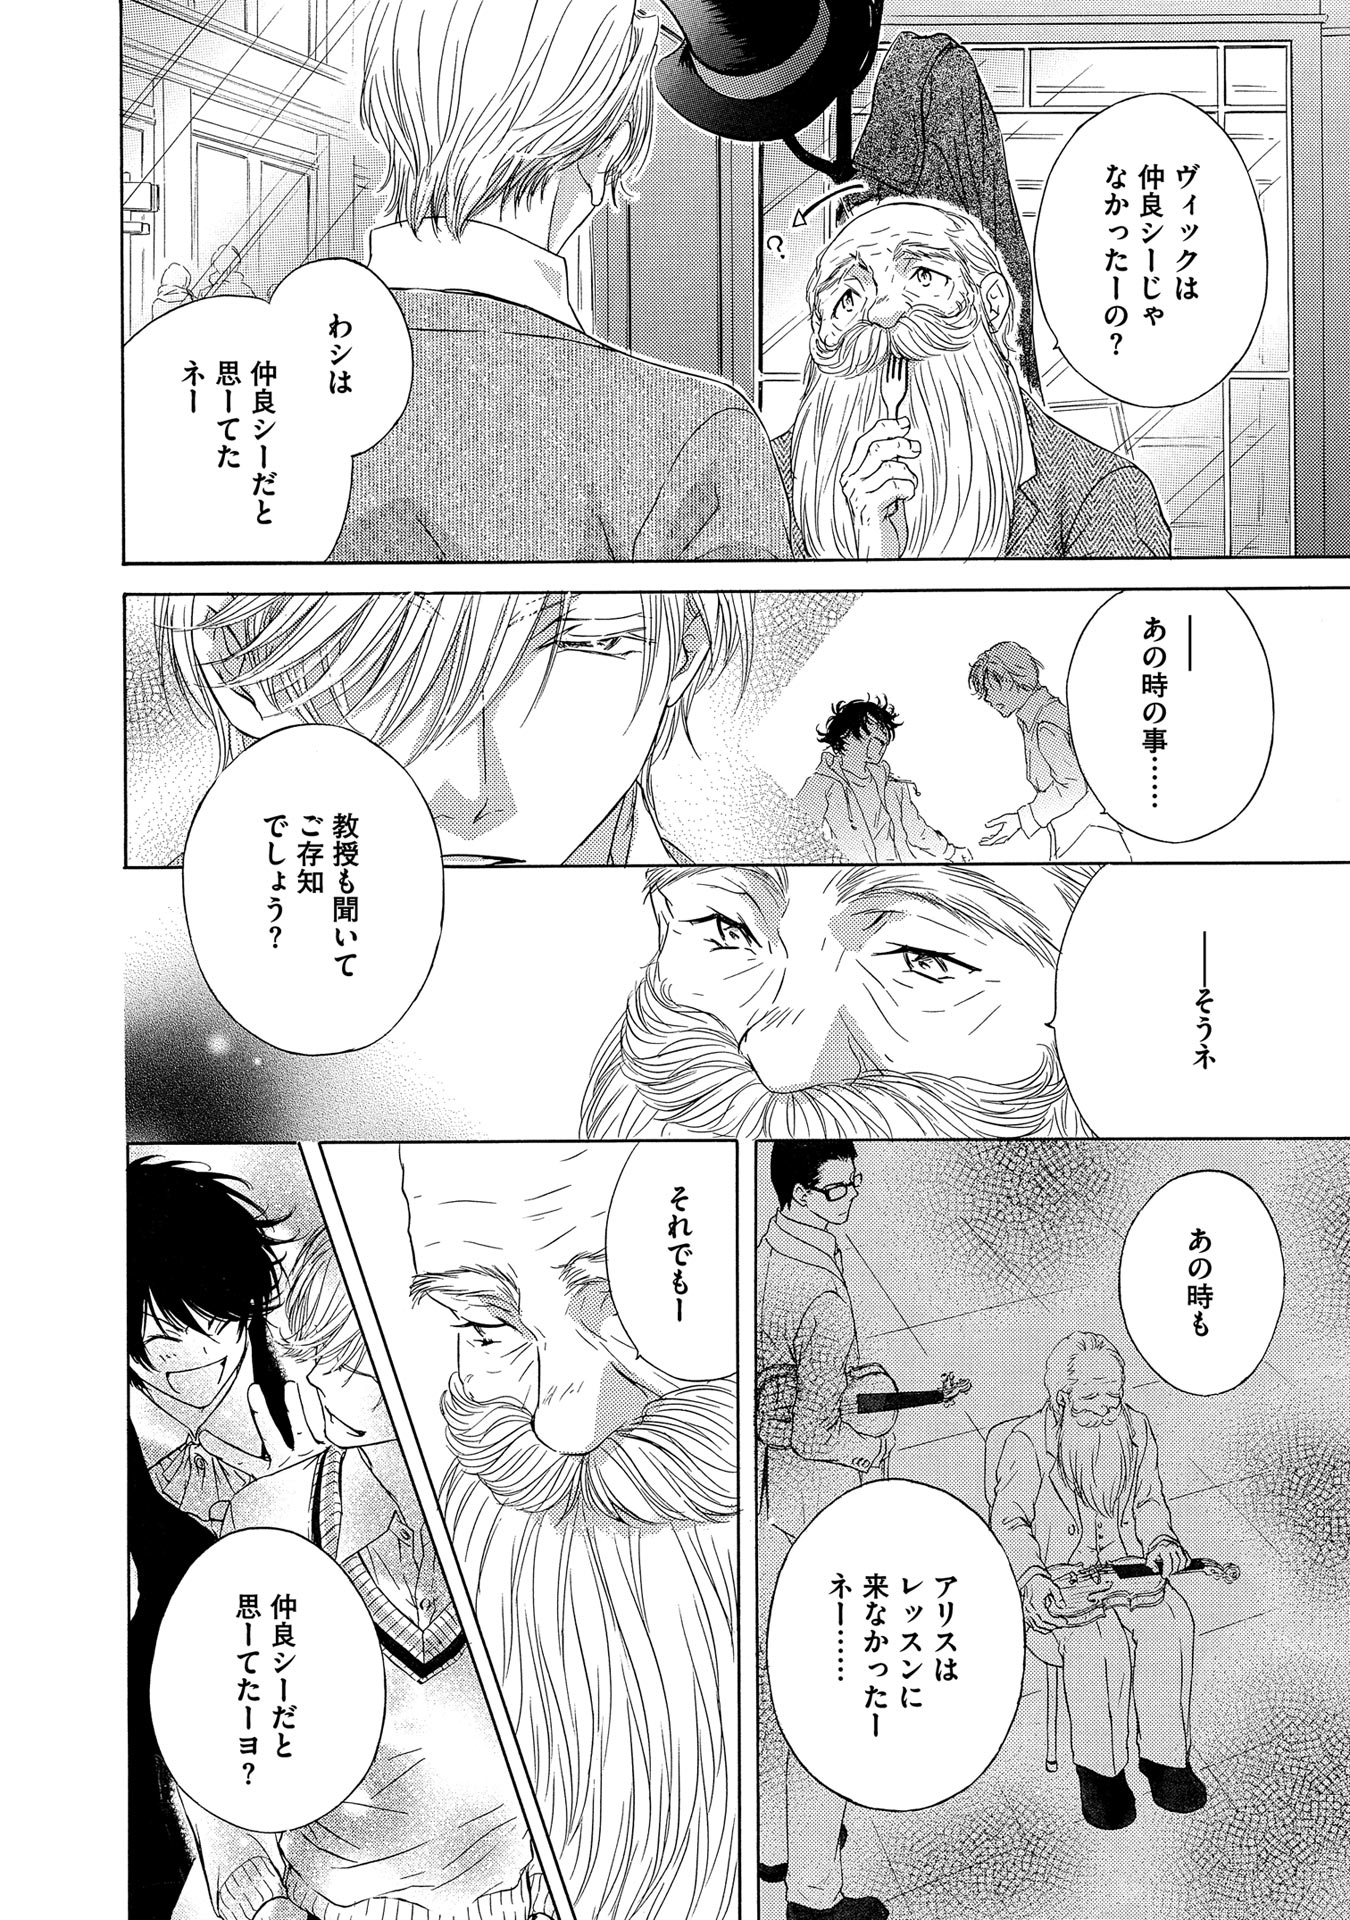 ヴィックは
仲良シーじゃ
なかったーの？
？
わシは
仲良シーだと
思ーてた
ネー
――
あの時の事……
教授も聞いて
ご存知
でしょう？
――そうネ
あの時も
アリスは
レッスンに
来なかったー
ネー……
それでもー
仲良シーだと
思ーてたーヨ？